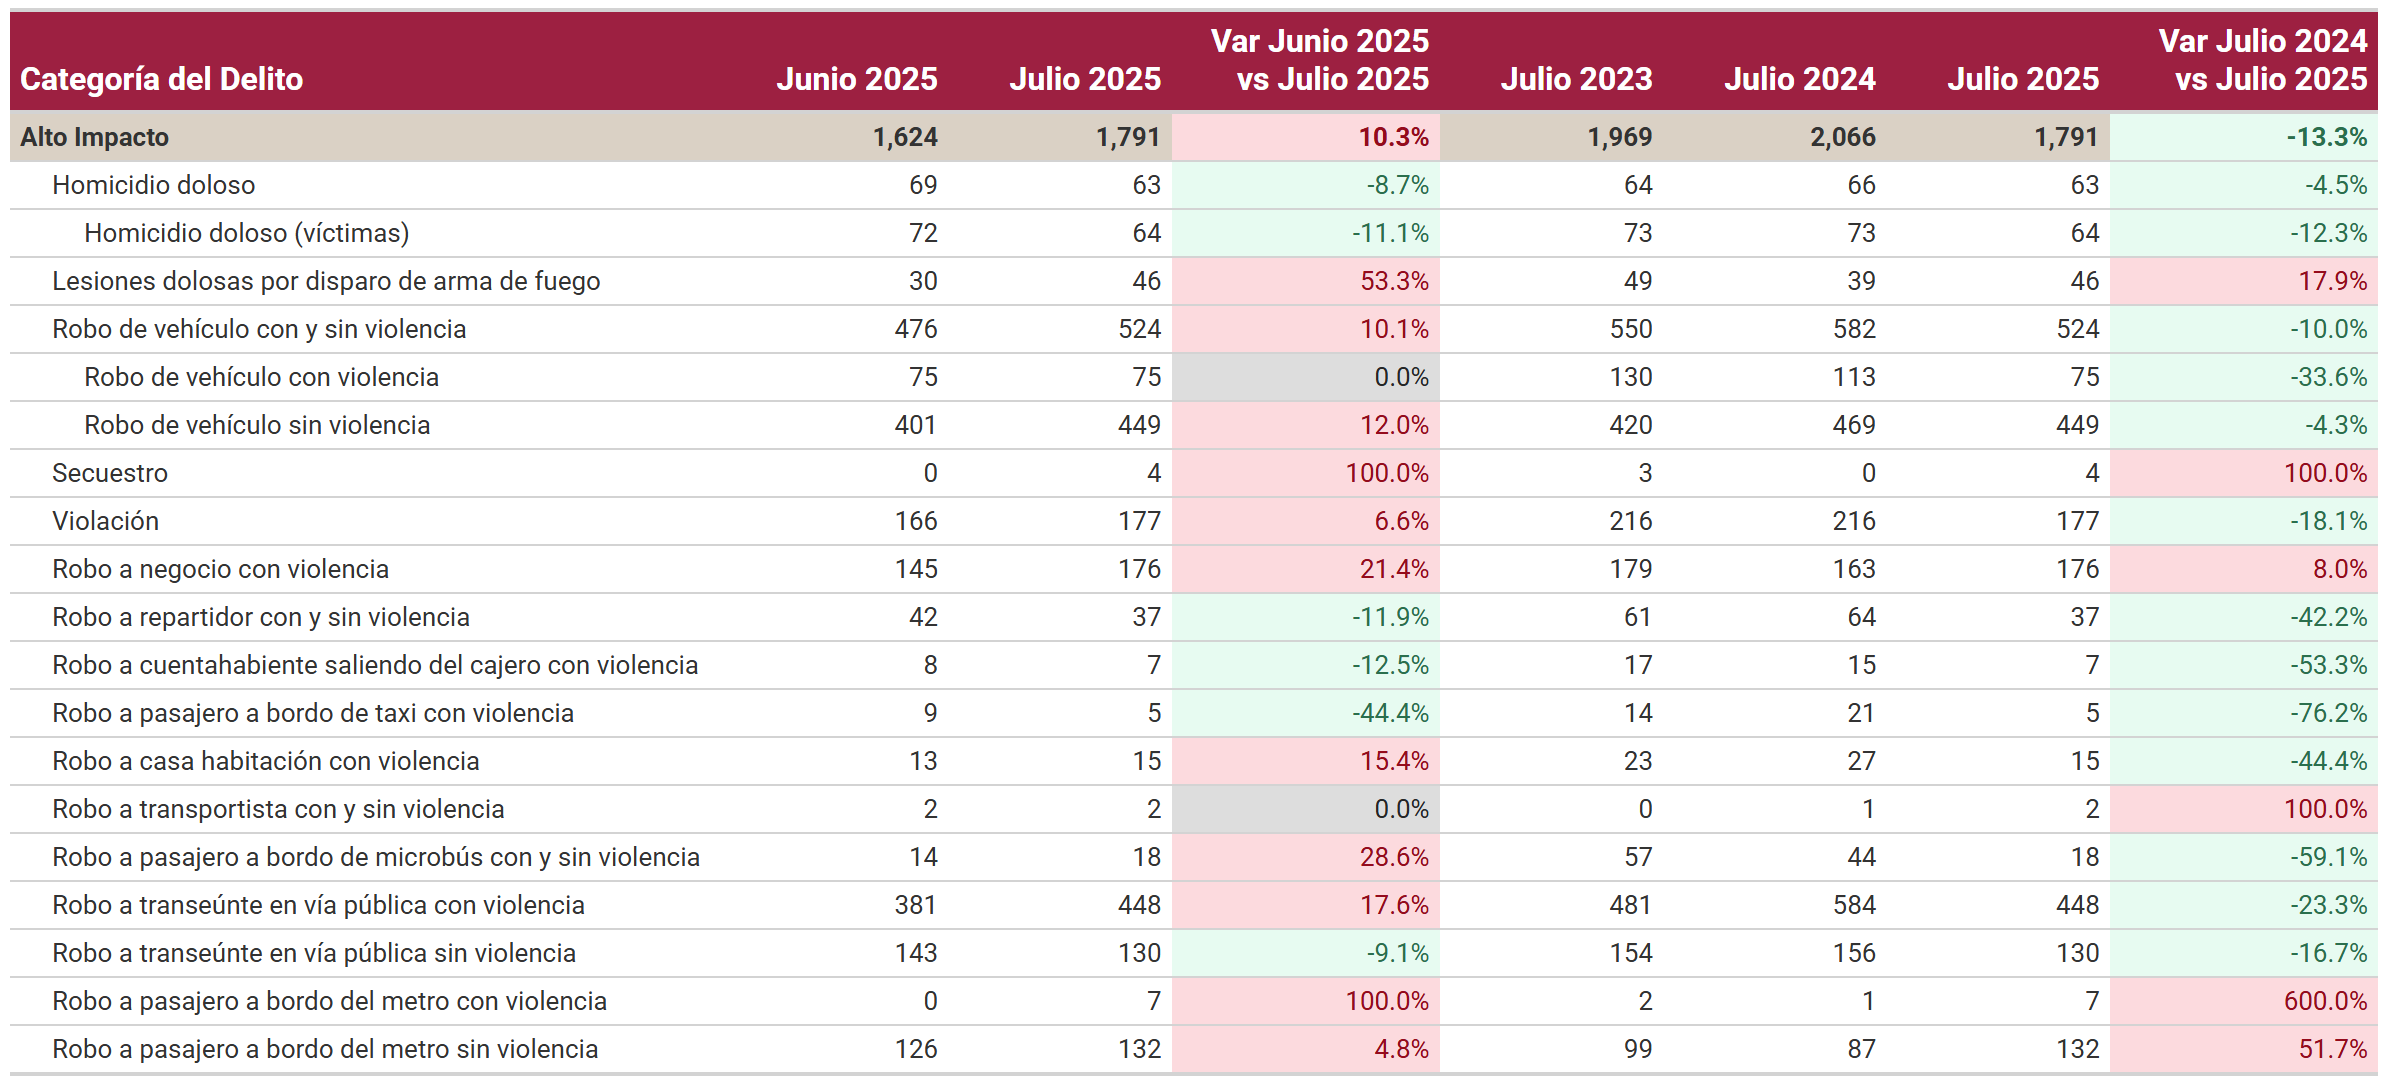 Categoría del Delito Junio 2025 Julio 2025 Var Junio 2025 vs Julio 2025 Julio 2023 Julio 2024 Julio 2025 Var Julio 2024 vs Julio 2025
Alto Impacto 1,624 1,791 10.3% 1,969 2,066 1,791 -13.3%
Homicidio doloso 69 63 -8.7% 64 66 63 -4.5%
Homicidio doloso (víctimas) 72 64 -11.1% 73 73 64 -12.3%
Lesiones dolosas por disparo de arma de fuego 30 46 53.3% 49 39 46 17.9%
Robo de vehículo con y sin violencia 476 524 10.1% 550 582 524 -10.0%
Robo de vehículo con violencia 75 75 0.0% 130 113 75 -33.6%
Robo de vehículo sin violencia 401 449 12.0% 420 469 449 -4.3%
Secuestro 0 4 100.0% 3 0 4 100.0%
Violación 166 177 6.6% 216 216 177 -18.1%
Robo a negocio con violencia 145 176 21.4% 179 163 176 8.0%
Robo a repartidor con y sin violencia 42 37 -11.9% 61 64 37 -42.2%
Robo a cuentahabiente saliendo del cajero con violencia 8 7 -12.5% 17 15 7 -53.3%
Robo a pasajero a bordo de taxi con violencia 9 5 -44.4% 14 21 5 -76.2%
Robo a casa habitación con violencia 13 15 15.4% 23 27 15 -44.4%
Robo a transportista con y sin violencia 2 2 0.0% 0 1 2 100.0%
Robo a pasajero a bordo de microbús con y sin violencia 14 18 28.6% 57 44 18 -59.1%
Robo a transeúnte en vía pública con violencia 381 448 17.6% 481 584 448 -23.3%
Robo a transeúnte en vía pública sin violencia 143 130 -9.1% 154 156 130 -16.7%
Robo a pasajero a bordo del metro con violencia 0 7 100.0% 2 1 7 600.0%
Robo a pasajero a bordo del metro sin violencia 126 132 4.8% 99 87 132 51.7%